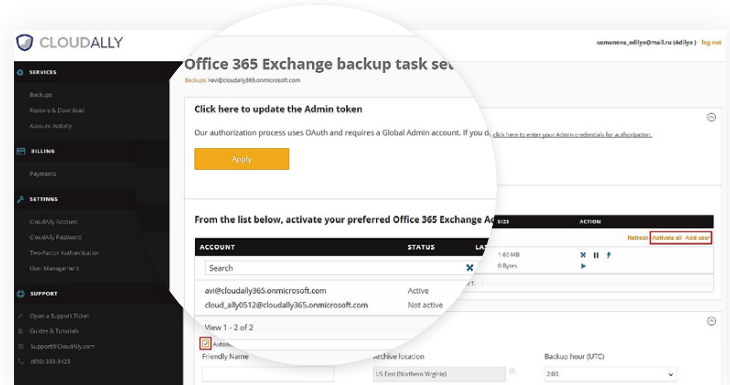 CLOUDALLY
usmanova_adilya@mail.ru (Adilya ) log out
SERVICES
Backups
Restore & Download
Account Activity
BILLING
Payments
SETTINGS
CloudAlly Account
CloudAlly Password
Two-Factor Authentication
User Management
SUPPORT
Open a Support Ticket
Guides & Tutorials
Support@CloudAlly.com
(650) 353-3425
Office 365 Exchange backup task set
Backups >avi@cloudally365.onmicrosoft.com
Click here to update the Admin token
Our authorization process uses OAuth and requires a Global Admin account. If you d click here to enter your Admin credentials for authorization.
Apply
From the list below, activate your preferred Office 365 Exchange Ac
ACCOUNT STATUS LAS SIZE ACTION
Refresh Activate all Add user
Search
avi@cloudally365.onmicrosoft.com Active 1.60 MB
cloud_ally0512@cloudally365.onmicrosoft.com Not active 0 Bytes
View 1 - 2 of 2
Friendly Name Archive location Backup hour (UTC)
US East (Northern Virginia) 2:00